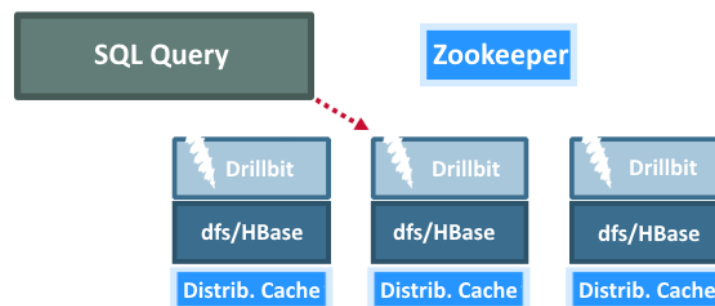 SQL Query
Zookeeper
Drillbit
Drillbit
Drillbit
dfs/HBase
dfs/HBase
dfs/HBase
Distrib. Cache
Distrib. Cache
Distrib. Cache